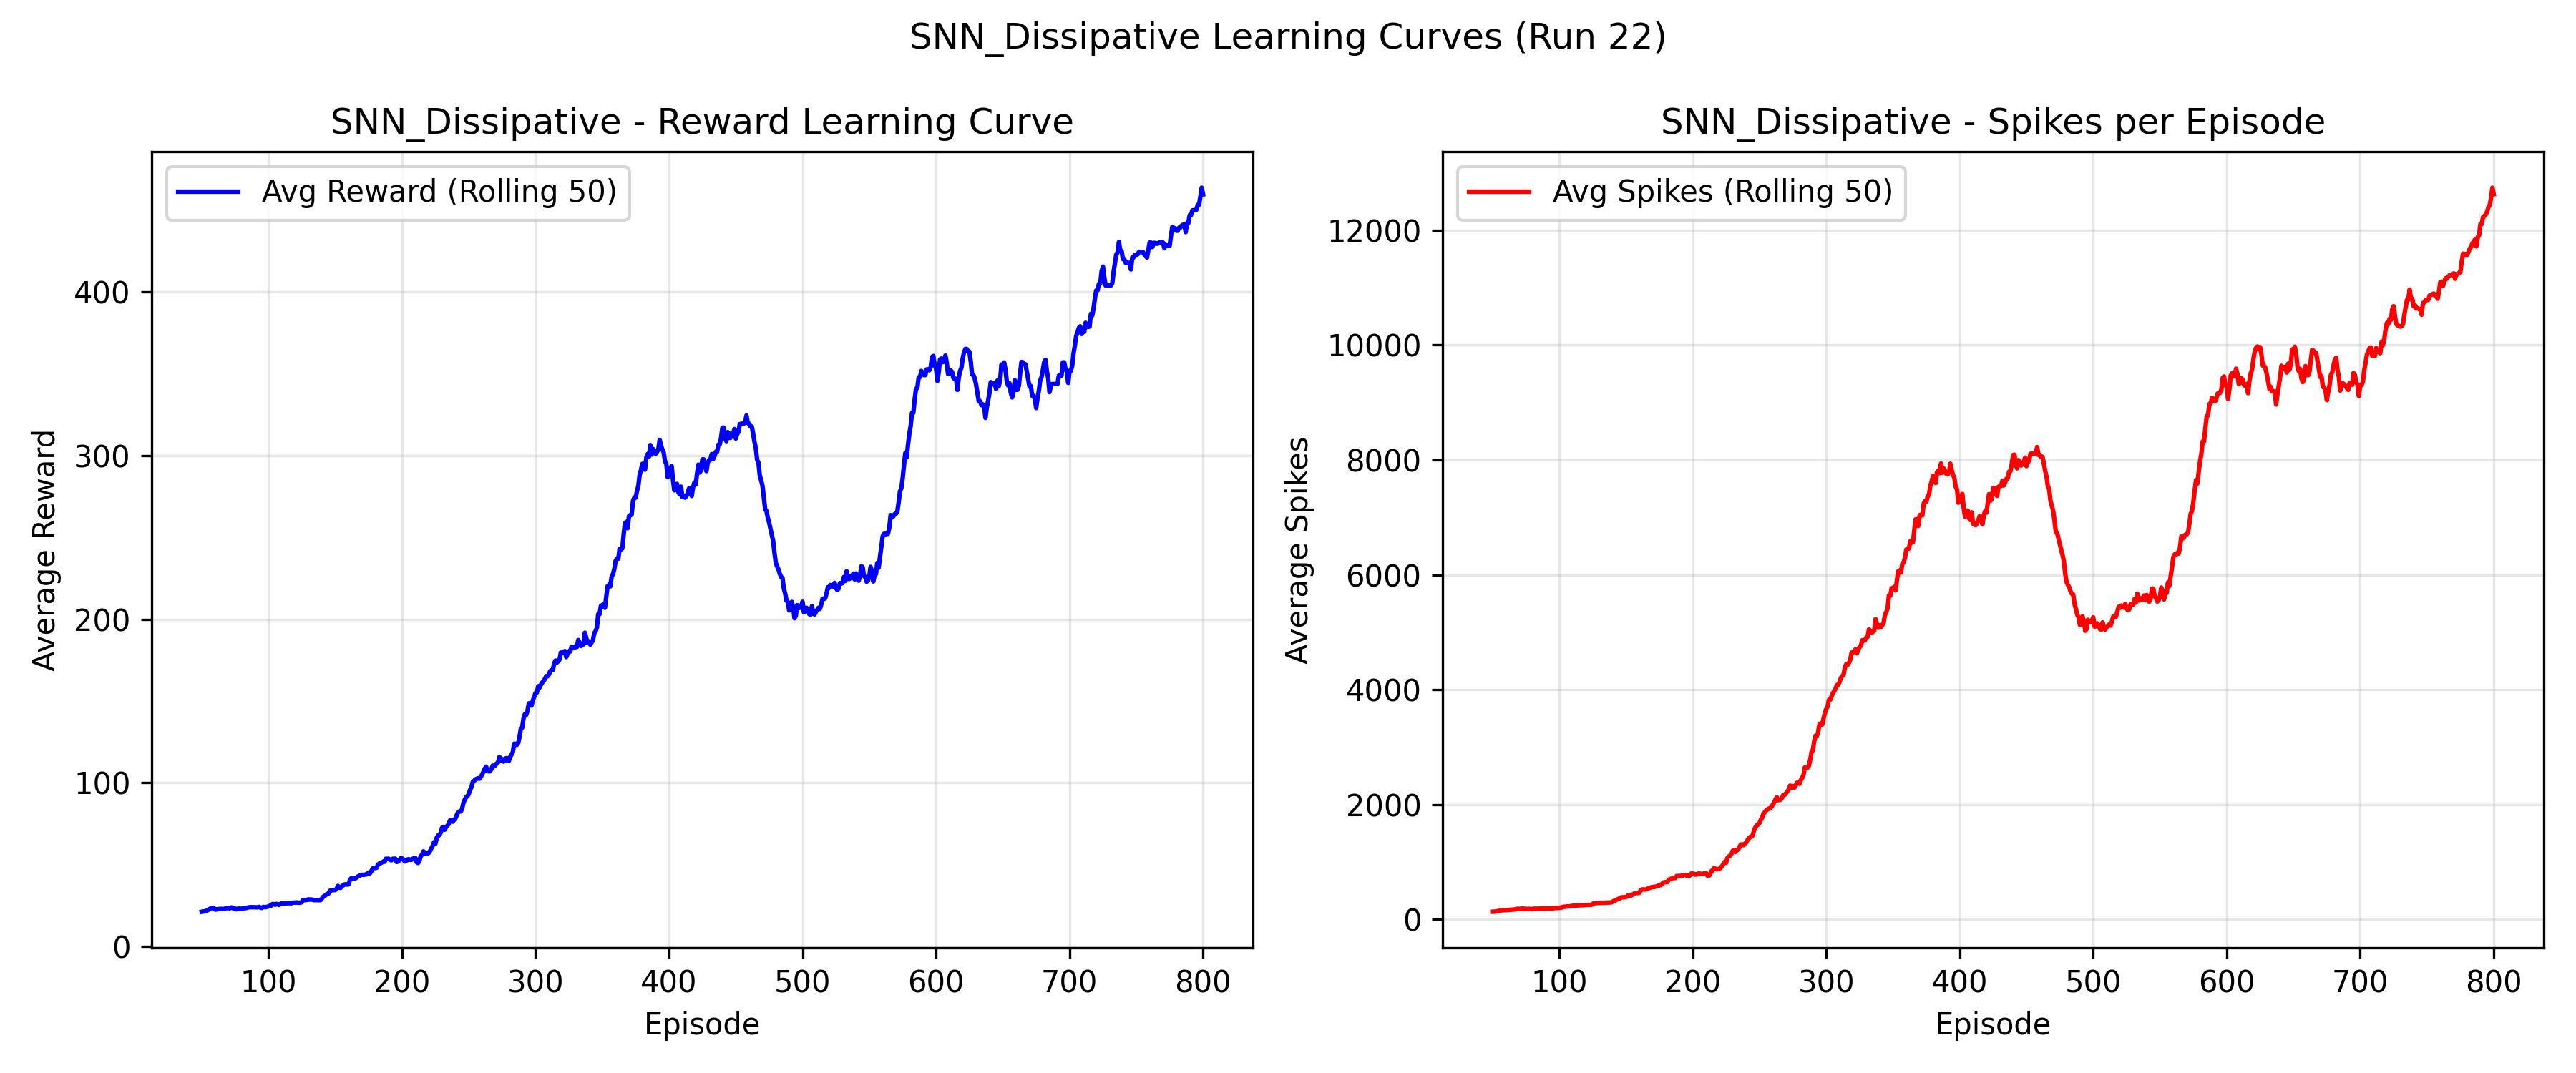 SNN_Dissipative Learning Curves (Run 22)
SNN_Dissipative - Reward Learning Curve
Avg Reward (Rolling 50)
Average Reward
400
300
200
100
0
100 200 300 400 500 600 700 800
Episode
SNN_Dissipative - Spikes per Episode
Avg Spikes (Rolling 50)
Average Spikes
12000
10000
8000
6000
4000
2000
0
100 200 300 400 500 600 700 800
Episode